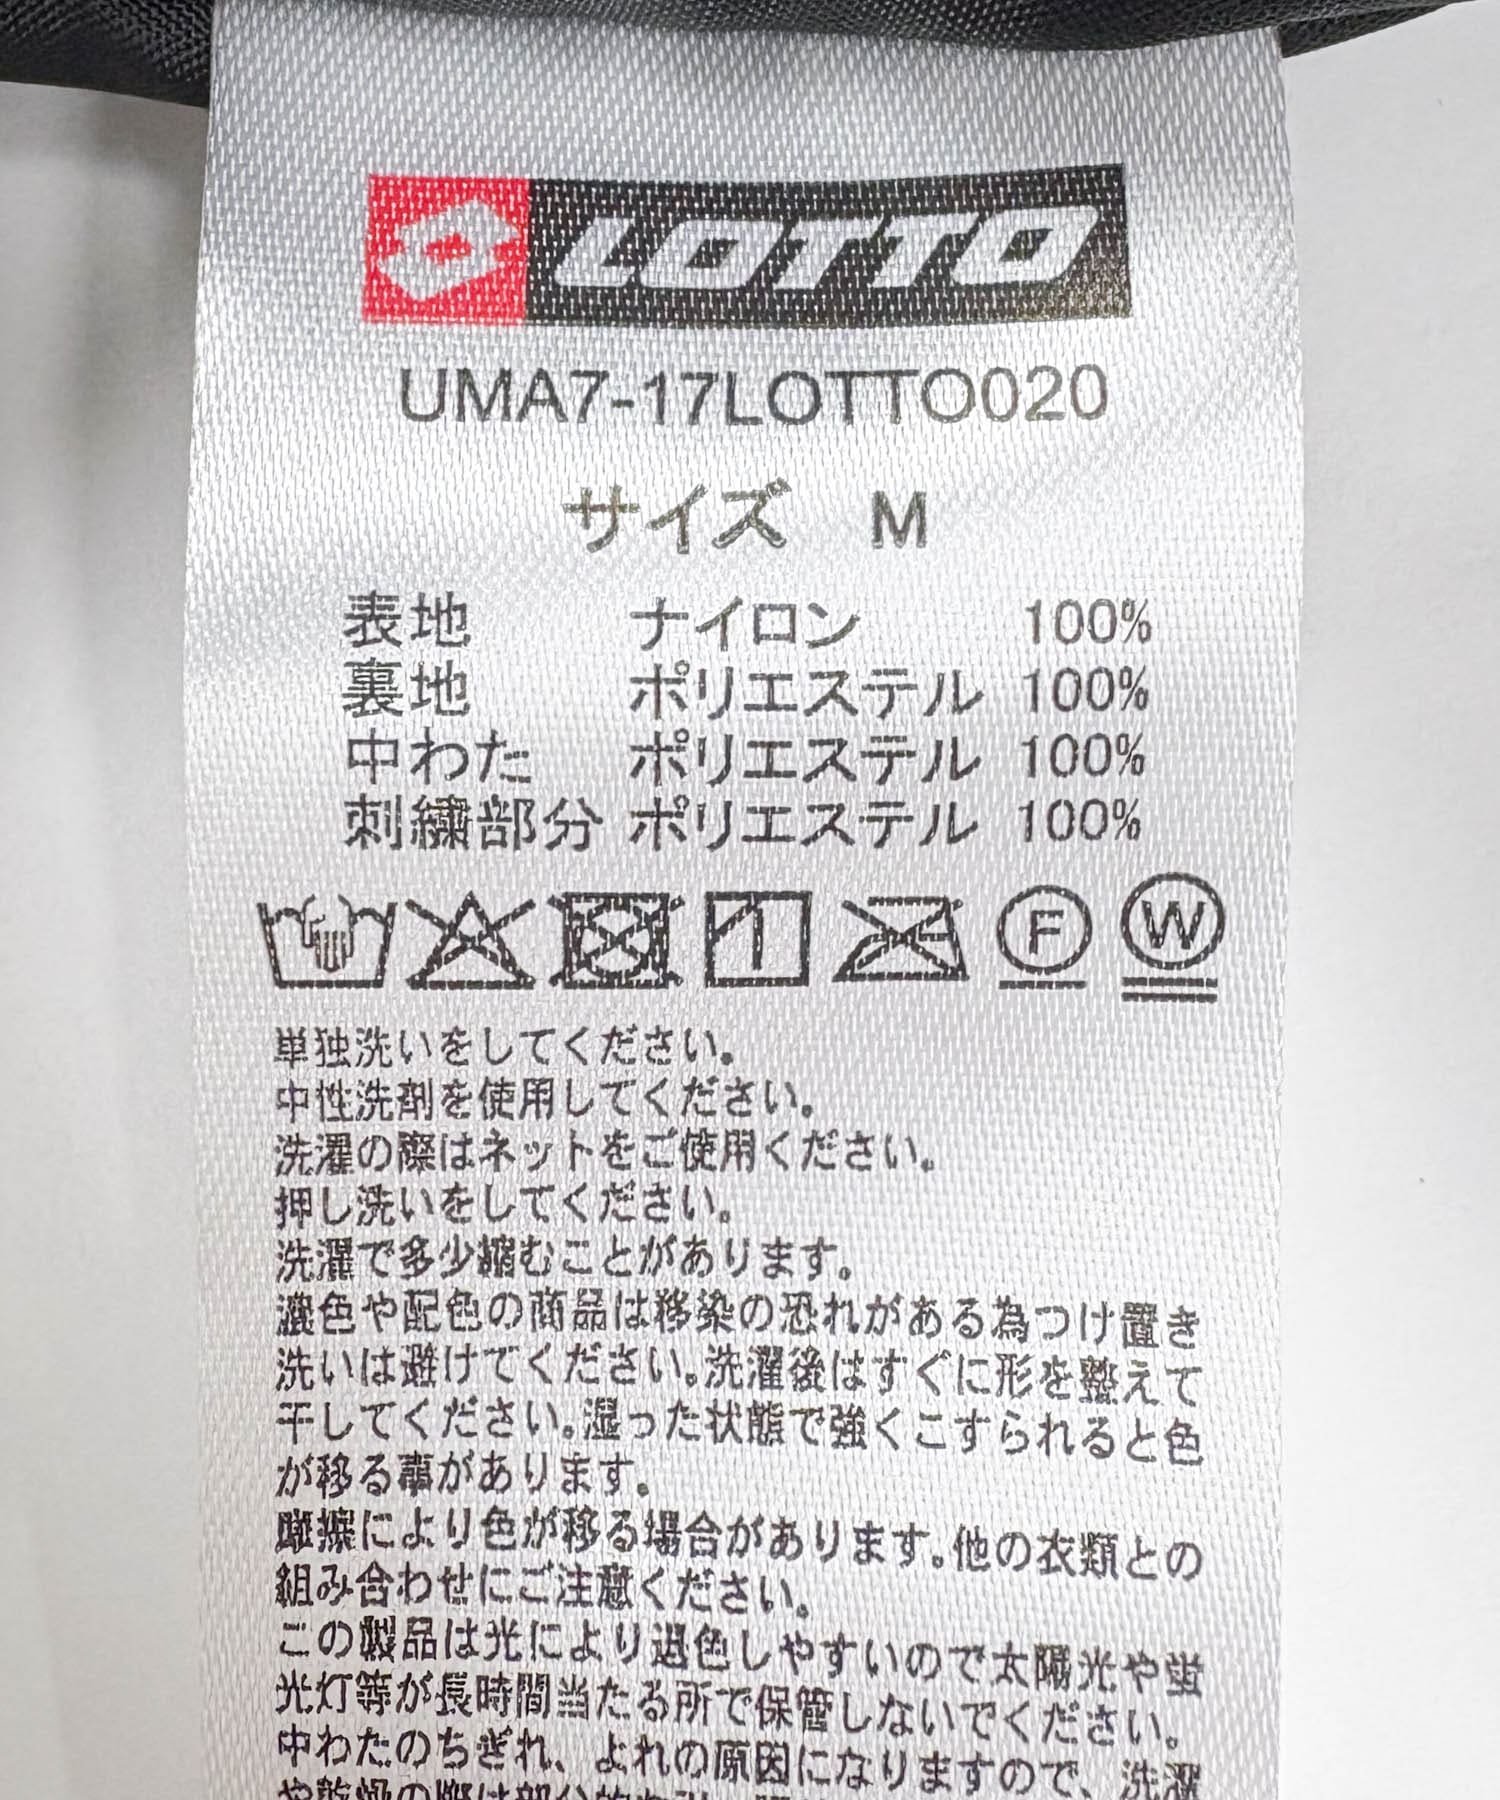 LOTTO
UMA7-17LOTTO020
サイズ M
表地 ナイロン 100%
裏地 ポリエステル 100%
中わた ポリエステル 100%
刺繍部分 ポリエステル 100%
F W
単独洗いをしてください。
中性洗剤を使用してください。
洗濯の際はネットをご使用ください。
押し洗いをしてください。
洗濯で多少縮むことがあります。
濃色や配色の商品は移染の恐れがある為つけ置き
洗いは避けてください。洗濯後はすぐに形を整えて
干してください。湿った状態で強くこすられると色
が移る事があります。
摩擦により色が移る場合があります。他の衣類との
組み合わせにご注意ください。
この製品は光により退色しやすいので太陽光や蛍
光灯等が長時間当たる所で保管しないでください。
中わたのちぎれ、よれの原因になりますので、洗濯
や乾燥の際は部分的な